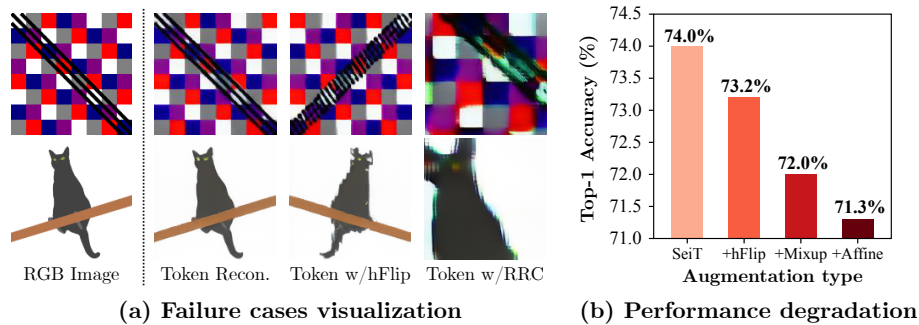 RGB Image
Token Recon.
Token w/hFlip
Token w/RRC
(a) Failure cases visualization
Top-1 Accuracy (%)
74.5
74.0
73.5
73.0
72.5
72.0
71.5
71.0
74.0%
73.2%
72.0%
71.3%
SeiT
+hFlip
+Mixup
+Affine
Augmentation type
(b) Performance degradation